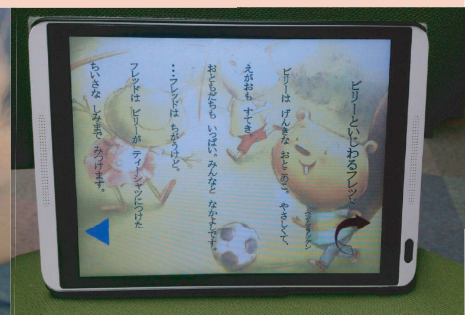 ビリーといじわるフレッド
ビリーは げんきな おとこのこ。 やさしくて、
えがおも すてき。
おともだちも いっぱい。みんなと なかよしです。
・・フレッドは ちがうけど。
フレッドは ビリーが ティーシャツにつけた
ちいさな しみまで みつけます。